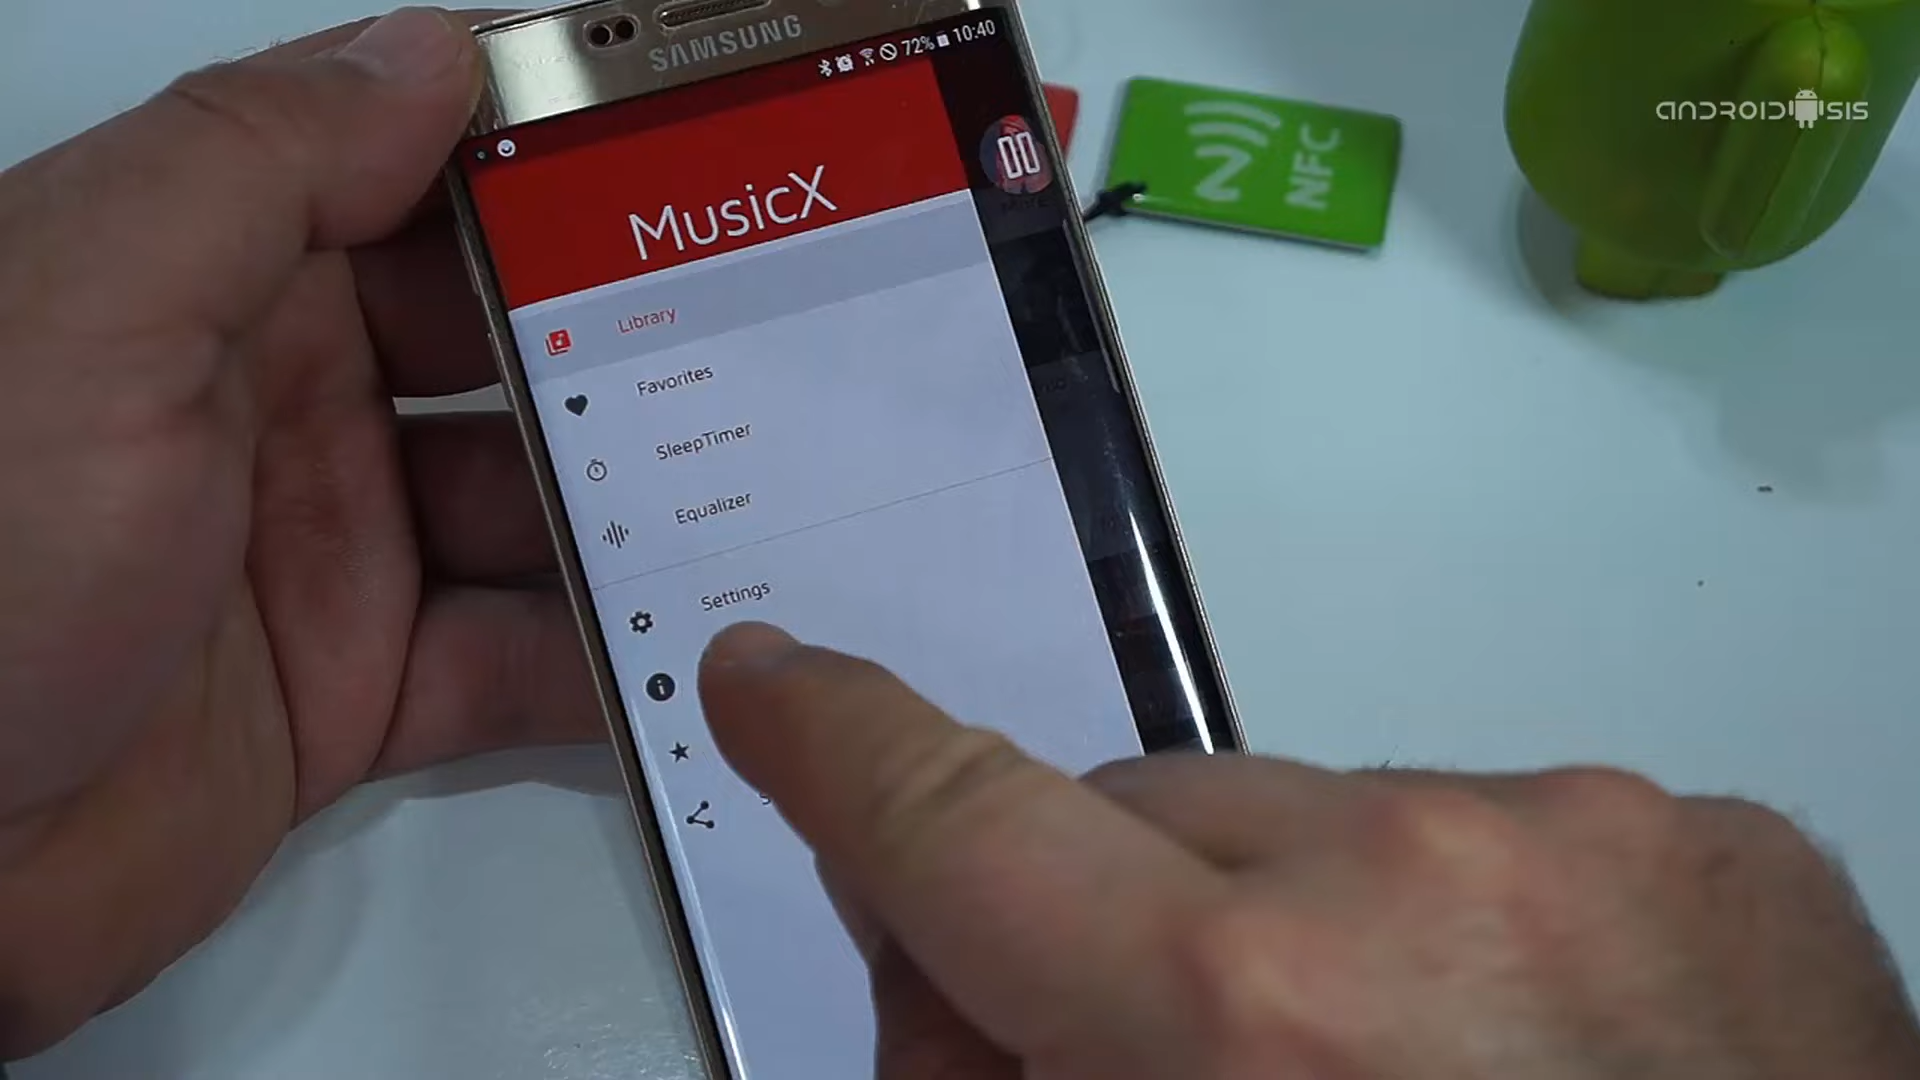 SAMSUNG
72% 10:40
ANDROIDSIS
MusicX
NFC
Library
Favorites
SleepTimer
Equalizer
Settings